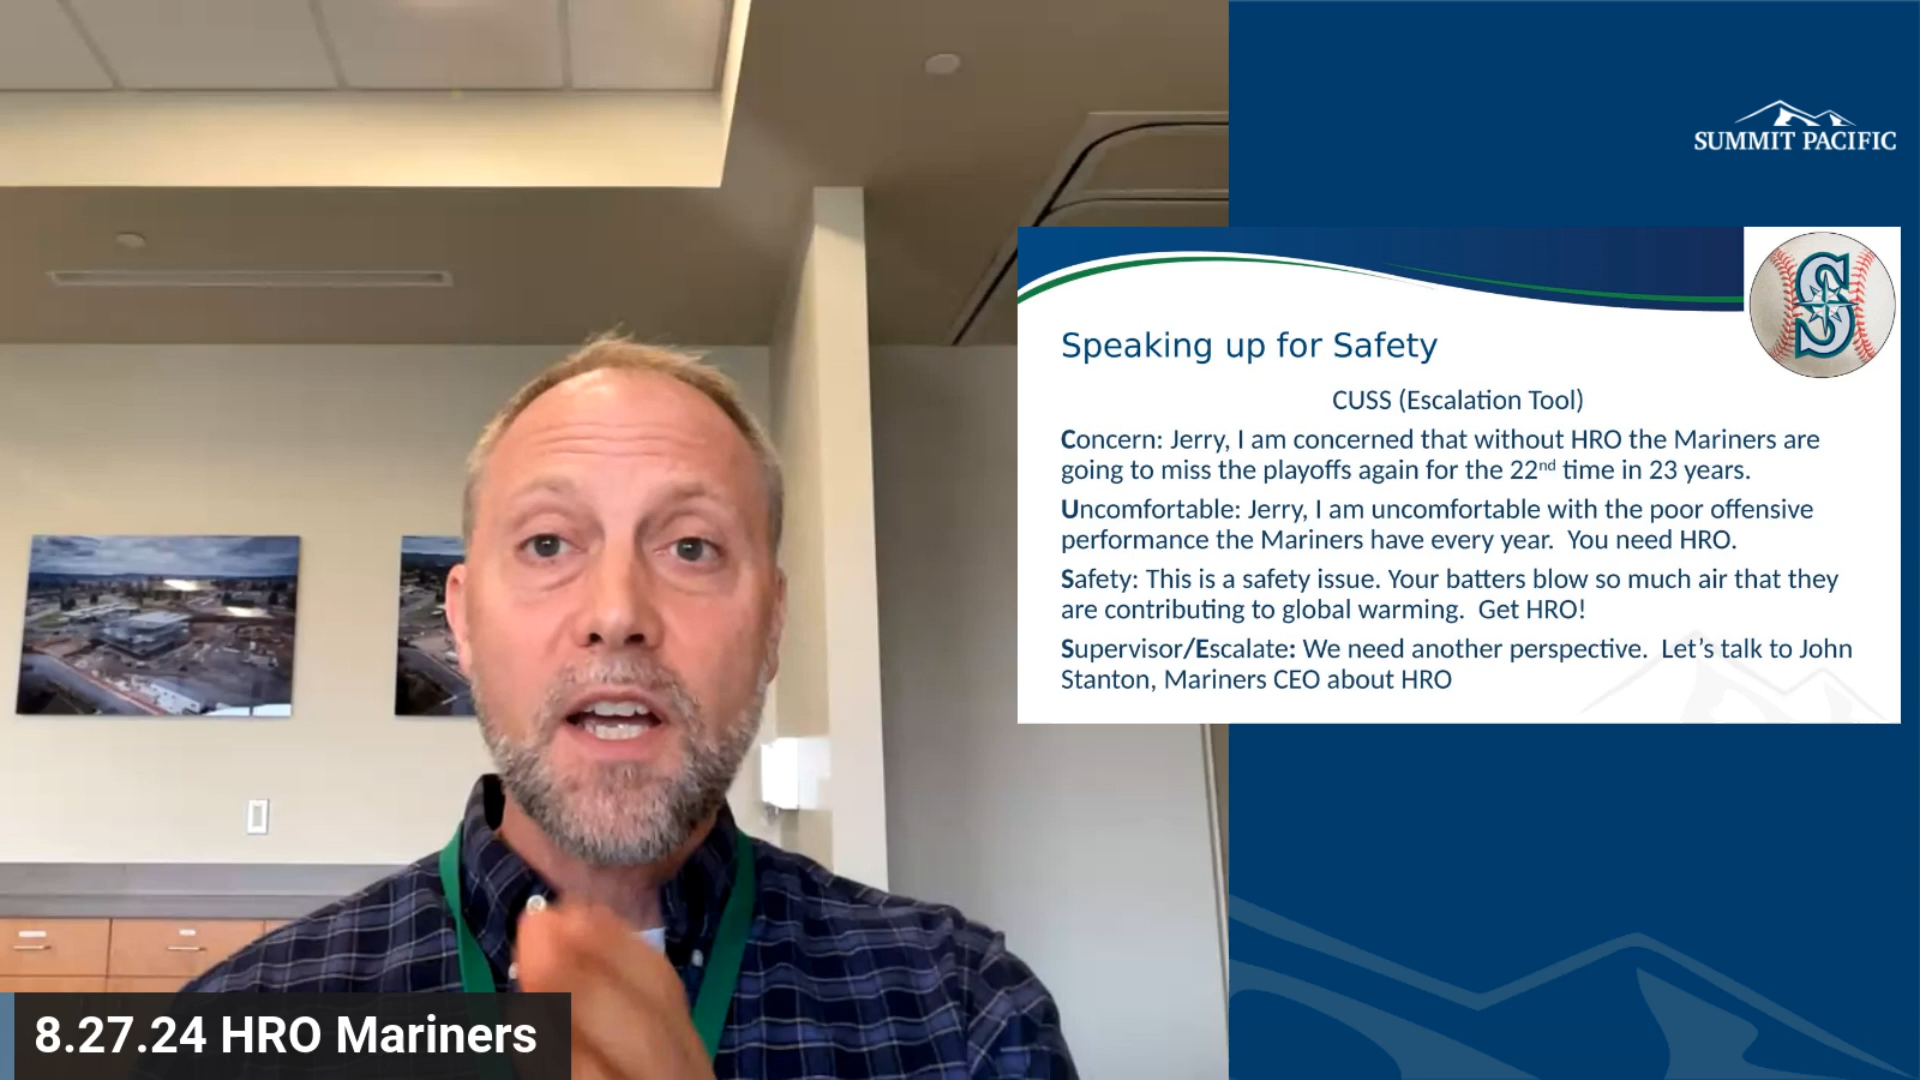 SUMMIT PACIFIC
S
Speaking up for Safety
CUSS (Escalation Tool)
Concern: Jerry, I am concerned that without HRO the Mariners are
going to miss the playoffs again for the 22nd time in 23 years.
Uncomfortable: Jerry, I am uncomfortable with the poor offensive
performance the Mariners have every year.  You need HRO.
Safety: This is a safety issue. Your batters blow so much air that they
are contributing to global warming.  Get HRO!
Supervisor/Escalate: We need another perspective.  Let’s talk to John
Stanton, Mariners CEO about HRO
8.27.24 HRO Mariners